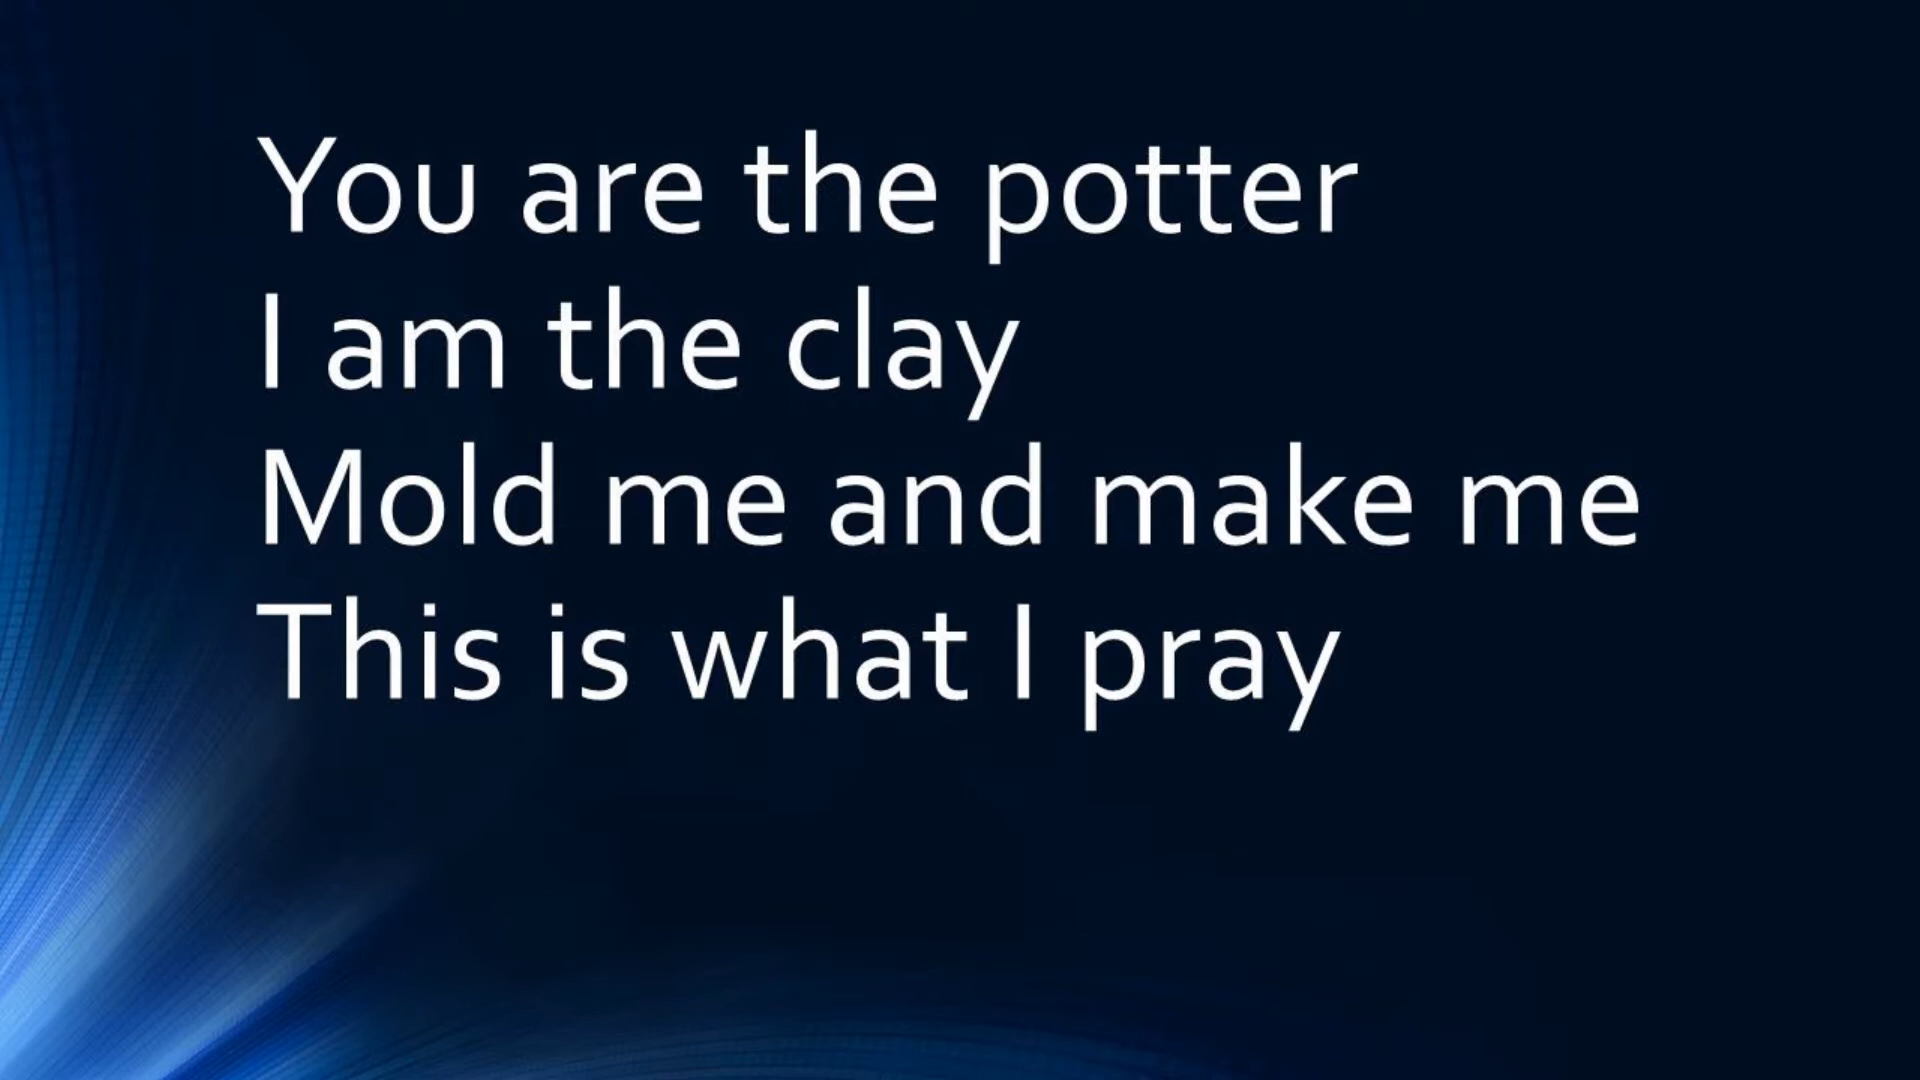 You are the potter
I am the clay
Mold me and make me
This is what I pray